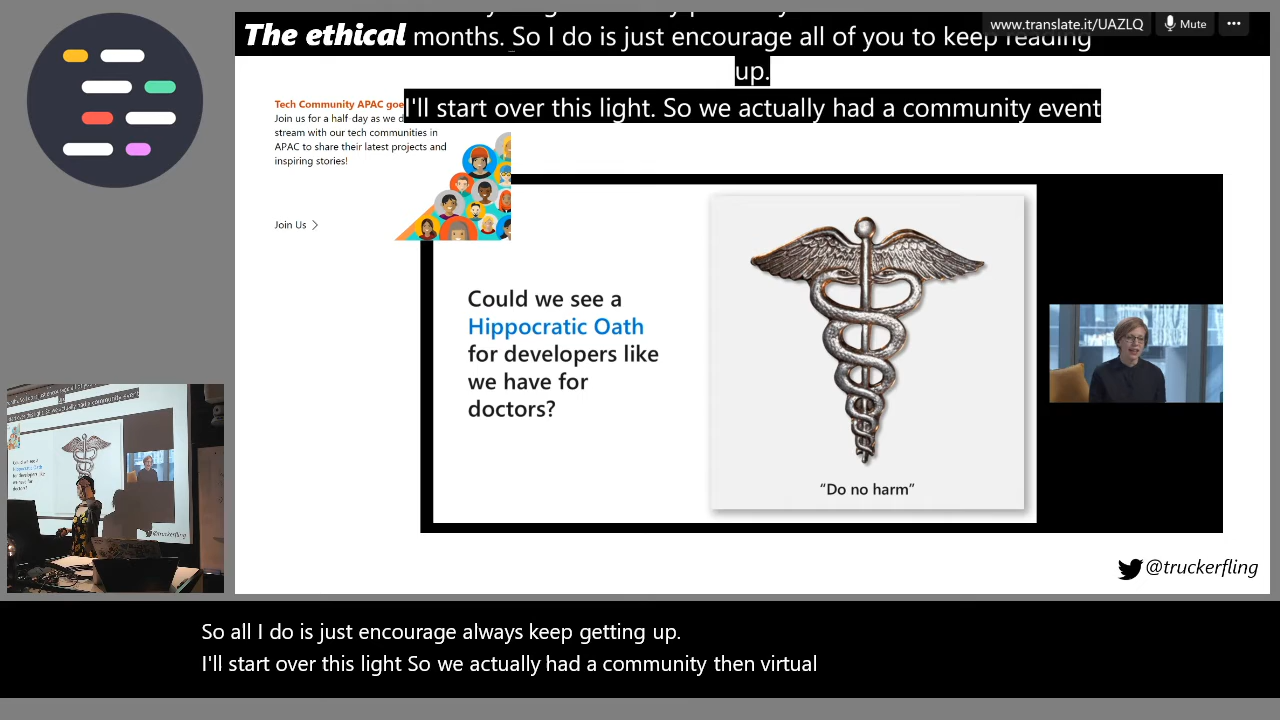 The ethical months. So I do is just encourage all of you to keep reading
up.
I'll start over this light. So we actually had a community event
www.translate.it/UAZLQ
Mute
Tech Community APAC goe
Join us for a half day as we d
stream with our tech communities in
APAC to share their latest projects and
inspiring stories!
Join Us
Could we see a
Hippocratic Oath
for developers like
we have for
doctors?
"Do no harm"
@truckerfling
So all I do is just encourage always keep getting up.
I'll start over this light So we actually had a community then virtual